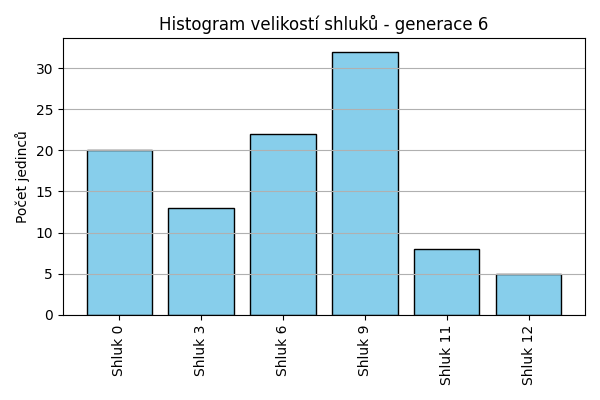 Histogram velikostí shluků - generace 6
Počet jedinců
30
25
20
15
10
5
0
Shluk 0
Shluk 3
Shluk 6
Shluk 9
Shluk 11
Shluk 12